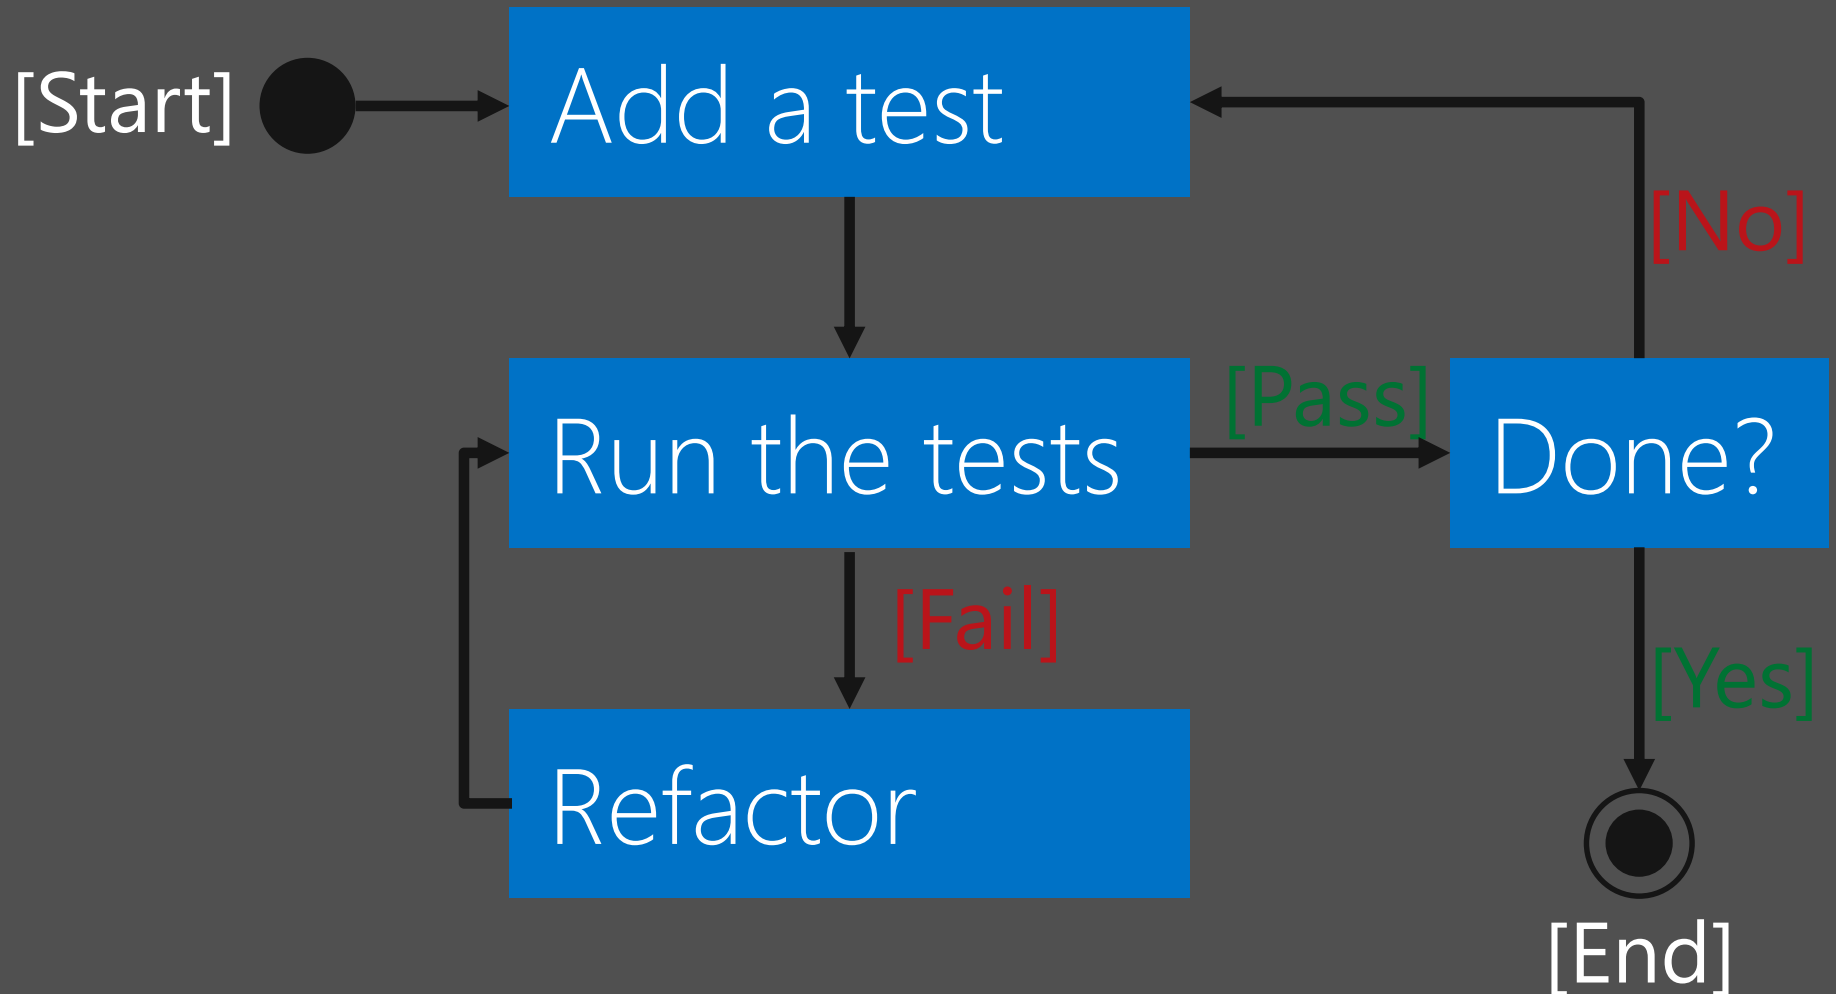 [Start]
Add a test
[No]
Run the tests
[Pass]
Done?
[Fail]
[Yes]
Refactor
[End]